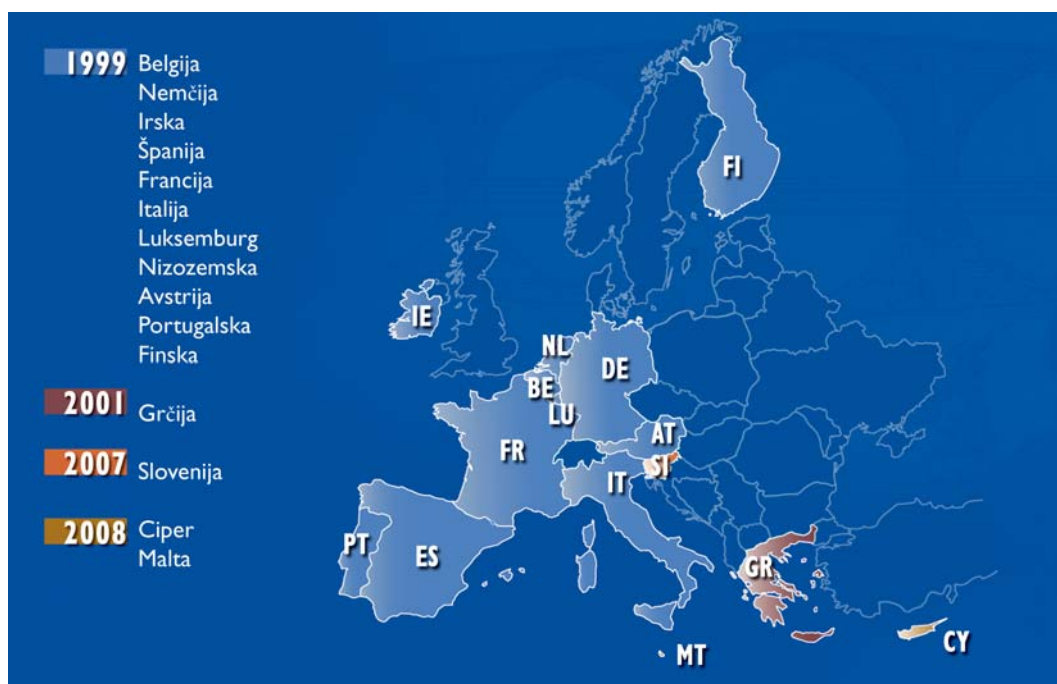 1999 Belgija
Nemčija
Irska
Španija
Francija
Italija
Luksemburg
Nizozemska
Avstrija
Portugalska
Finska
2001 Grčija
2007 Slovenija
2008 Ciper
Malta
FI
IE
NL
DE
BE
LU
AT
FR
SI
IT
PT
ES
GR
CY
MT